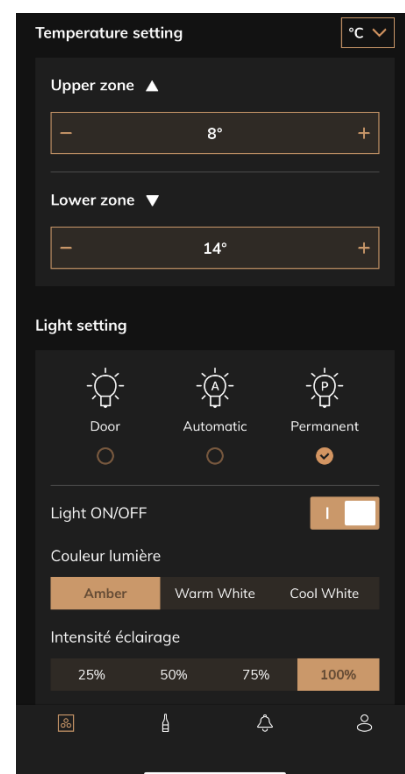 Temperature setting
°C
Upper zone
− 8° +
Lower zone
− 14° +
Light setting
A P
Door Automatic Permanent
Light ON/OFF
I
Couleur lumière
Amber Warm White Cool White
Intensité éclairage
25% 50% 75% 100%